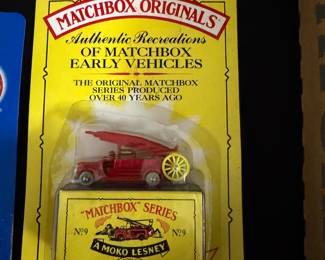 MATCHBOX ORIGINALS
Authentic Recreations
OF MATCHBOX
EARLY VEHICLES
THE ORIGINAL MATCHBOX
SERIES PRODUCED
OVER 40 YEARS AGO
"MATCHBOX" SERIES
Nº9
Nº9
A MOKO LESNEY